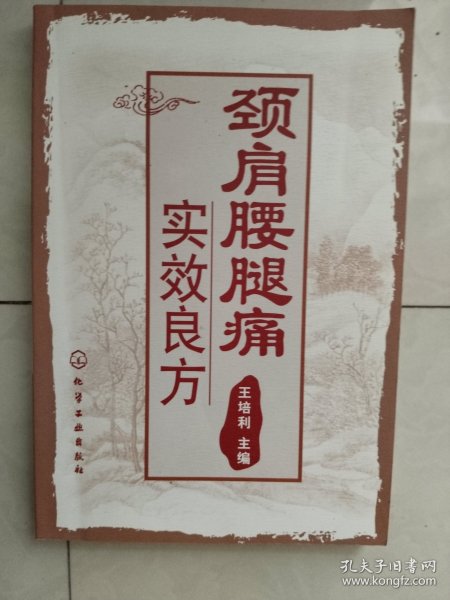 颈肩腰腿痛
实效良方
王培利 主编
化学工业出版社
孔夫子旧书网
www.kongfz.com